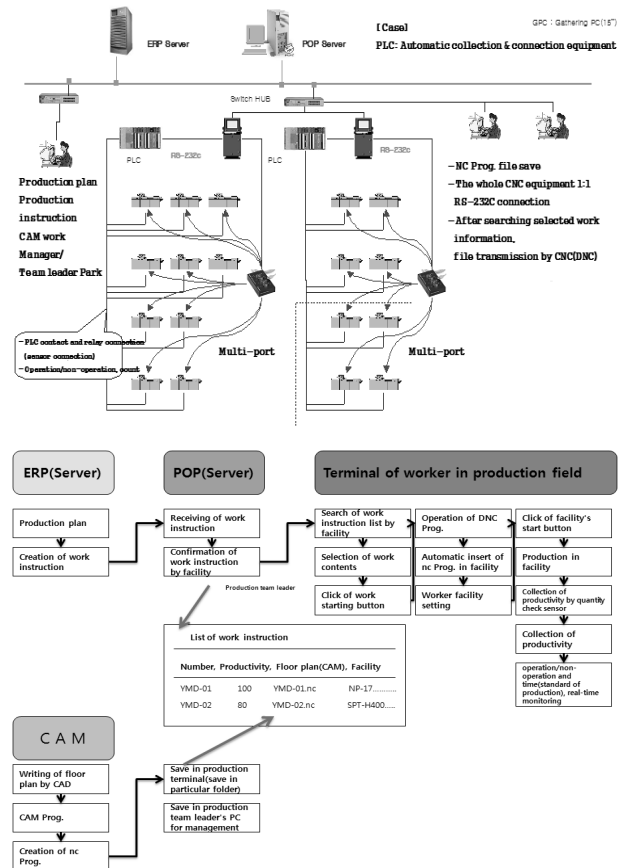 [Case]
GPC : Gathering PC(15")
ERP Server
POP Server
PLC: Automatic collection & connection equipment
Switch HUB
PLC
RS-232c
PLC
RS-232c
Production plan
Production
instruction
CAM work
Manager/
Team leader Park
-NC Prog. file save
-The whole CNC equipment 1:1
RS-232C connection
-After searching selected work
information,
file transmission by CNC(DNC)
-PLC contact and relay connection
(sensor connection)
-Operation/non-operation, count
Multi-port
Multi-port
ERP(Server)
POP(Server)
Terminal of worker in production field
Production plan
Creation of work
instruction
Receiving of work
instruction
Confirmation of
work instruction
by facility
Search of work
instruction list by
facility
Selection of work
contents
Click of work
starting button
Operation of DNC
Prog.
Automatic insert of
nc Prog. in facility
Worker facility
setting
Click of facility's
start button
Production in
facility
Collection of
productivity by quantity
check sensor
Collection of
productivity
operation/non-
operation and
time(standard of
production), real-time
monitoring
Production team leader
List of work instruction
Number, Productivity, Floor plan(CAM), Facility
YMD-01 100 YMD-01.nc NP-17...........
YMD-02 80 YMD-02.nc SPT-H400.....
C A M
Writing of floor
plan by CAD
CAM Prog.
Creation of nc
Prog.
Save in production
terminal(save in
particular folder)
Save in production
team leader's PC
for management